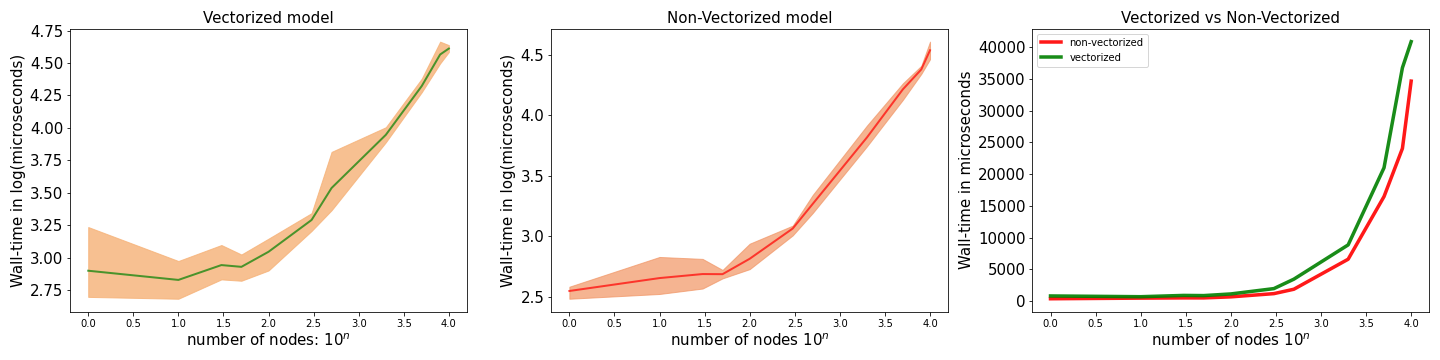 Vectorized model
Wall-time in log(microseconds)
4.75
4.50
4.25
4.00
3.75
3.50
3.25
3.00
2.75
0.0 0.5 1.0 1.5 2.0 2.5 3.0 3.5 4.0
number of nodes: 10^n
Non-Vectorized model
Wall-time in log(microseconds)
4.5
4.0
3.5
3.0
2.5
0.0 0.5 1.0 1.5 2.0 2.5 3.0 3.5 4.0
number of nodes 10^n
Vectorized vs Non-Vectorized
Wall-time in microseconds
40000
35000
30000
25000
20000
15000
10000
5000
0
non-vectorized
vectorized
0.0 0.5 1.0 1.5 2.0 2.5 3.0 3.5 4.0
number of nodes 10^n